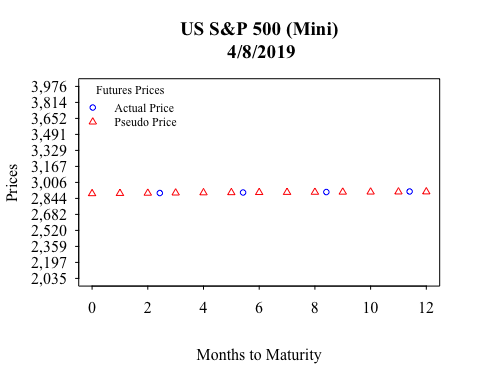 US S&P 500 (Mini)
4/8/2019
Futures Prices
Actual Price
Pseudo Price
Prices
3,976
3,814
3,652
3,491
3,329
3,167
3,006
2,844
2,682
2,520
2,359
2,197
2,035
0 2 4 6 8 10 12
Months to Maturity